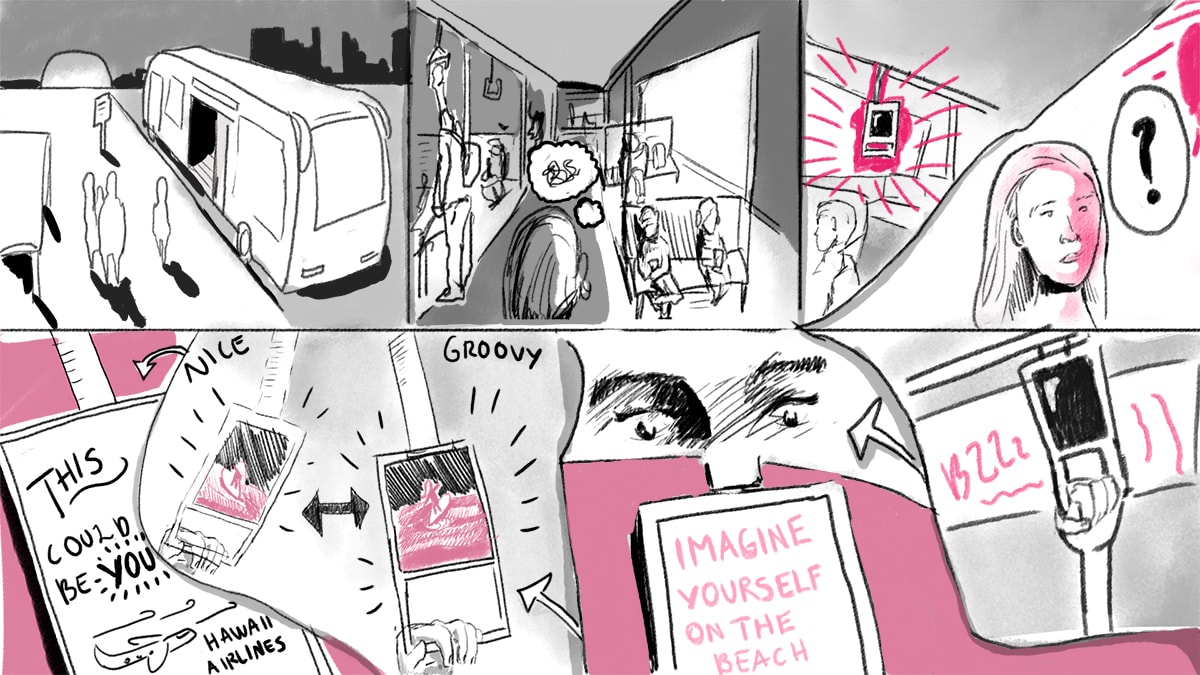 ?
NICE
GROOVY
THIS
COULD
BE YOU
HAWAII
AIRLINES
IMAGINE
YOURSELF
ON THE
BEACH
BZZZ